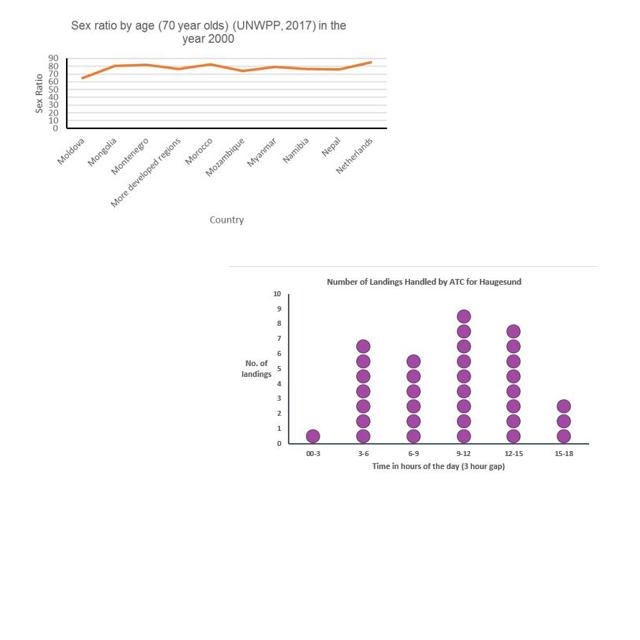 Sex ratio by age (70 year olds) (UNWPP, 2017) in the
year 2000
90
80
70
60
50
40
30
20
10
0
Sex Ratio
Moldova
Mongolia
Montenegro
More developed regions
Morocco
Mozambique
Myanmar
Namibia
Nepal
Netherlands
Country
Number of Landings Handled by ATC for Haugesund
10
9
8
7
6
5
4
3
2
1
0
No. of
landings
00-3
3-6
6-9
9-12
12-15
15-18
Time in hours of the day (3 hour gap)